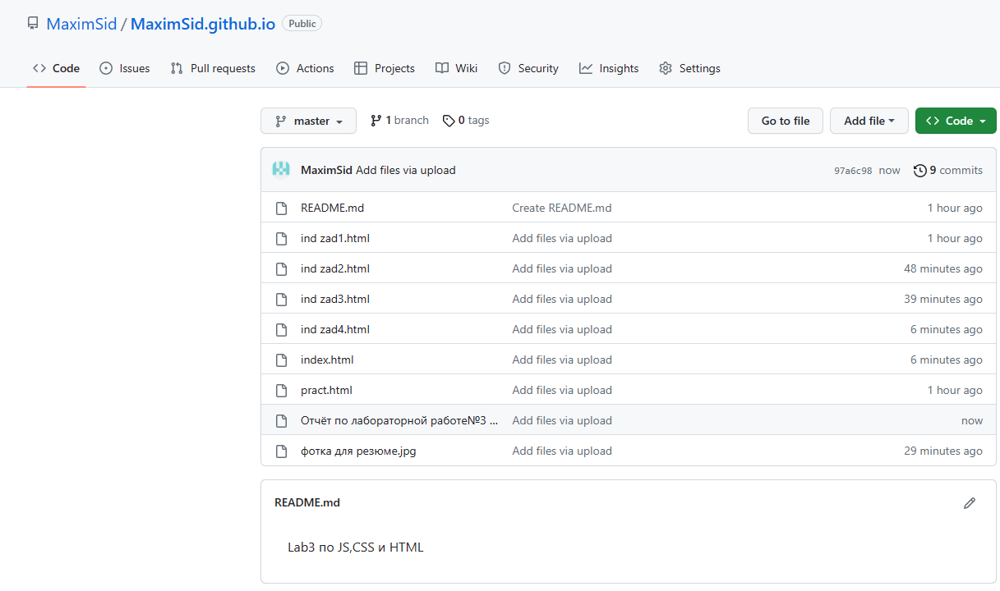 MaximSid / MaximSid.github.io Public
Code Issues Pull requests Actions Projects Wiki Security Insights Settings
master 1 branch 0 tags Go to file Add file Code
MaximSid Add files via upload 97a6c98 now 9 commits
README.md Create README.md 1 hour ago
ind zad1.html Add files via upload 1 hour ago
ind zad2.html Add files via upload 48 minutes ago
ind zad3.html Add files via upload 39 minutes ago
ind zad4.html Add files via upload 6 minutes ago
index.html Add files via upload 6 minutes ago
pract.html Add files via upload 1 hour ago
Отчёт по лабораторной работе№3 ... Add files via upload now
фотка для резюме.jpg Add files via upload 29 minutes ago
README.md
Lab3 по JS,CSS и HTML